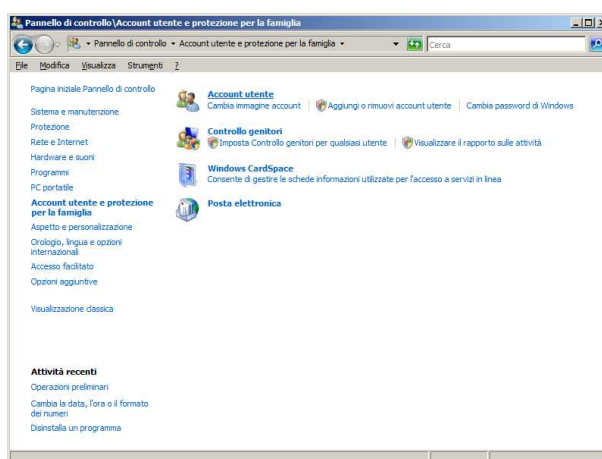 Pannello di controllo\Account utente e protezione per la famiglia
Pannello di controllo
Account utente e protezione per la famiglia
Cerca
File Modifica Visualizza Strumenti ?
Pagina iniziale Pannello di controllo
Sistema e manutenzione
Protezione
Rete e Internet
Hardware e suoni
Programmi
PC portatile
Account utente e protezione
per la famiglia
Aspetto e personalizzazione
Orologio, lingua e opzioni
internazionali
Accesso facilitato
Opzioni aggiuntive
Visualizzazione classica
Attività recenti
Operazioni preliminari
Cambia la data, l'ora o il formato
dei numeri
Disinstalla un programma
Account utente
Cambia immagine account Aggiungi o rimuovi account utente Cambia password di Windows
Controllo genitori
Imposta Controllo genitori per qualsiasi utente Visualizzare il rapporto sulle attività
Windows CardSpace
Consente di gestire le schede informazioni utilizzate per l'accesso a servizi in linea
Posta elettronica